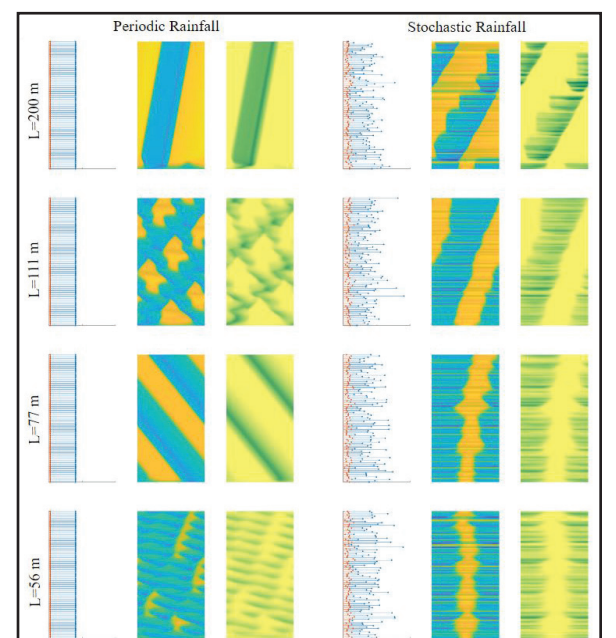 Periodic Rainfall
Stochastic Rainfall
L=200 m
L=111 m
L=77 m
L=56 m